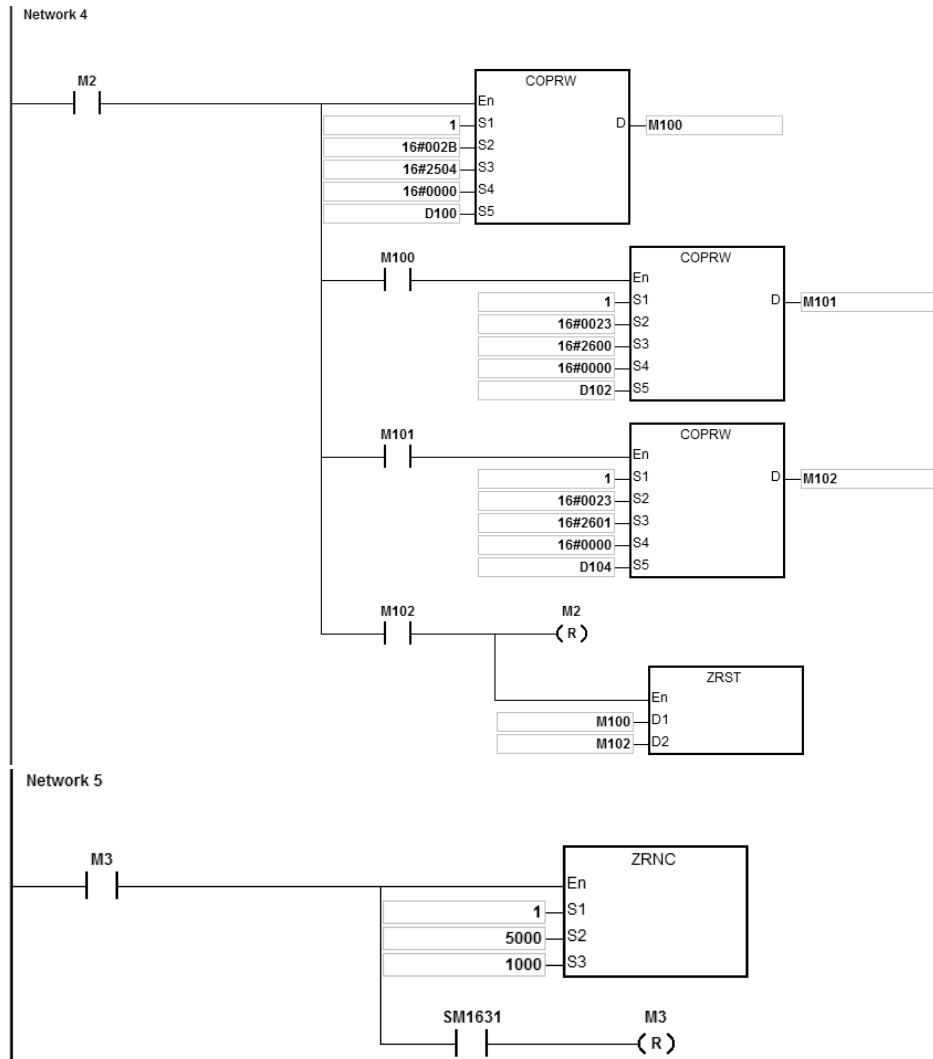 Network 4
M2
COPRW
En
1 S1 D M100
16#002B S2
16#2504 S3
16#0000 S4
D100 S5
M100
COPRW
En
1 S1 D M101
16#0023 S2
16#2600 S3
16#0000 S4
D102 S5
M101
COPRW
En
1 S1 D M102
16#0023 S2
16#2601 S3
16#0000 S4
D104 S5
M102 M2
( R )
ZRST
En
M100 D1
M102 D2
Network 5
M3
ZRNC
En
1 S1
5000 S2
1000 S3
SM1631 M3
( R )